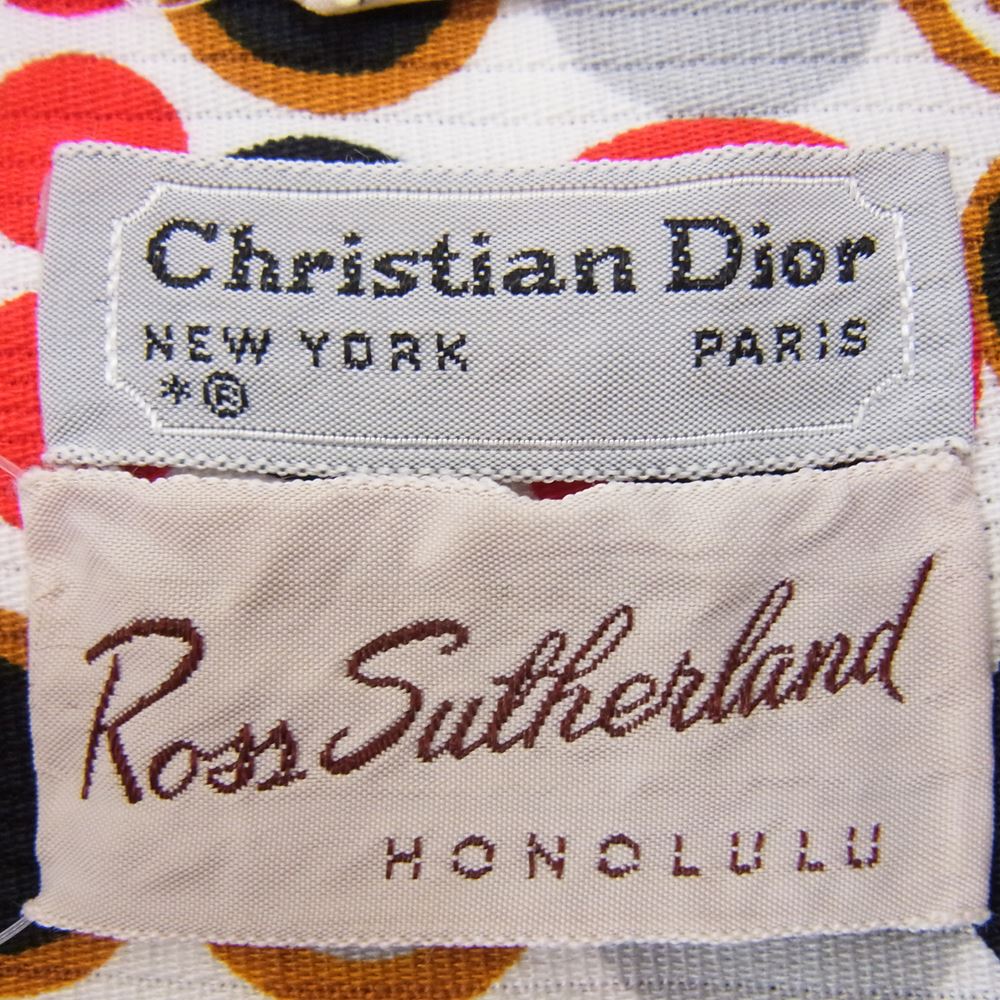 Christian Dior
NEW YORK PARIS
*®
Ross Sutherland
HONOLULU